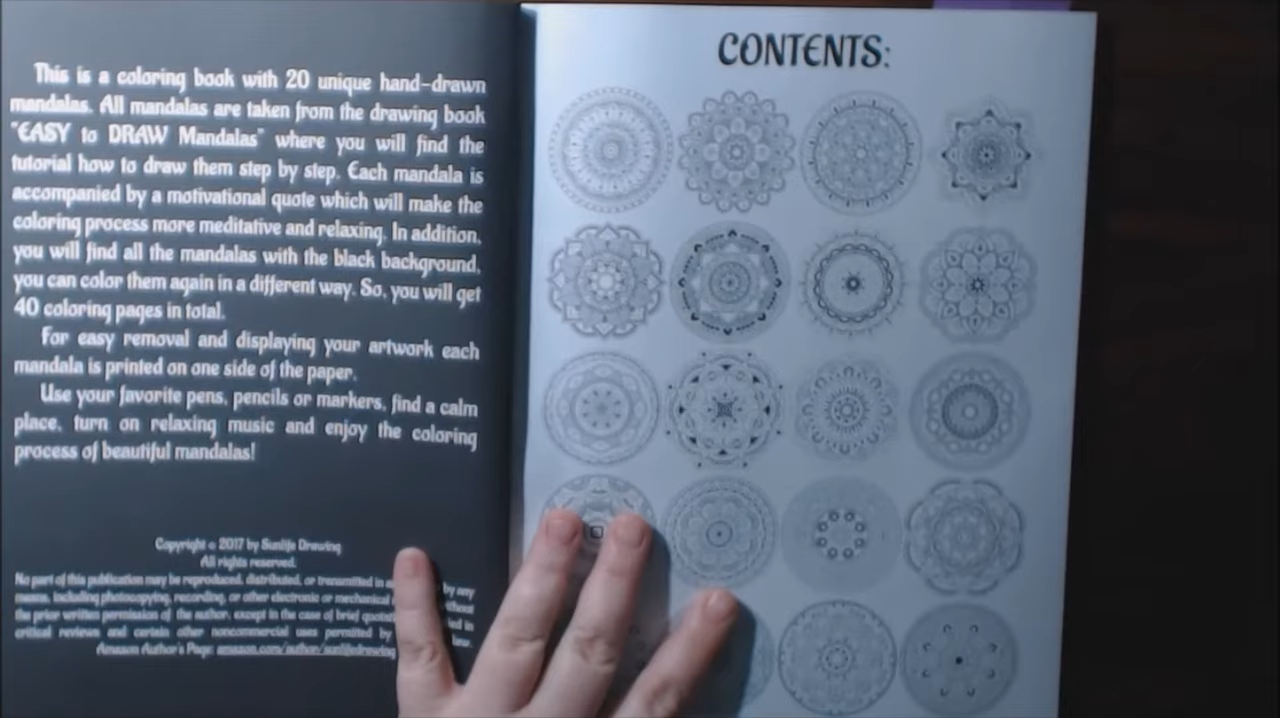 This is a coloring book with 20 unique hand-drawn
mandalas. All mandalas are taken from the drawing book
"EASY to DRAW Mandalas" where you will find the
tutorial how to draw them step by step. Each mandala is
accompanied by a motivational quote which will make the
coloring process more meditative and relaxing. In addition,
you will find all the mandalas with the black background,
you can color them again in a different way. So, you will get
40 coloring pages in total.
For easy removal and displaying your artwork each
mandala is printed on one side of the paper.
Use your favorite pens, pencils or markers, find a calm
place, turn on relaxing music and enjoy the coloring
process of beautiful mandalas!
Copyright © 2017 by Sunlife Drawing
All rights reserved.
No part of this publication may be reproduced, distributed, or transmitted in by any
means, including photocopying, recording, or other electronic or mechanical
the prior written permission of the author, except in the case of brief in
critical reviews and certain other noncommercial uses permitted by law.
Amazon Author's Page: amazon.com/author/sunlifedrawing
CONTENTS: